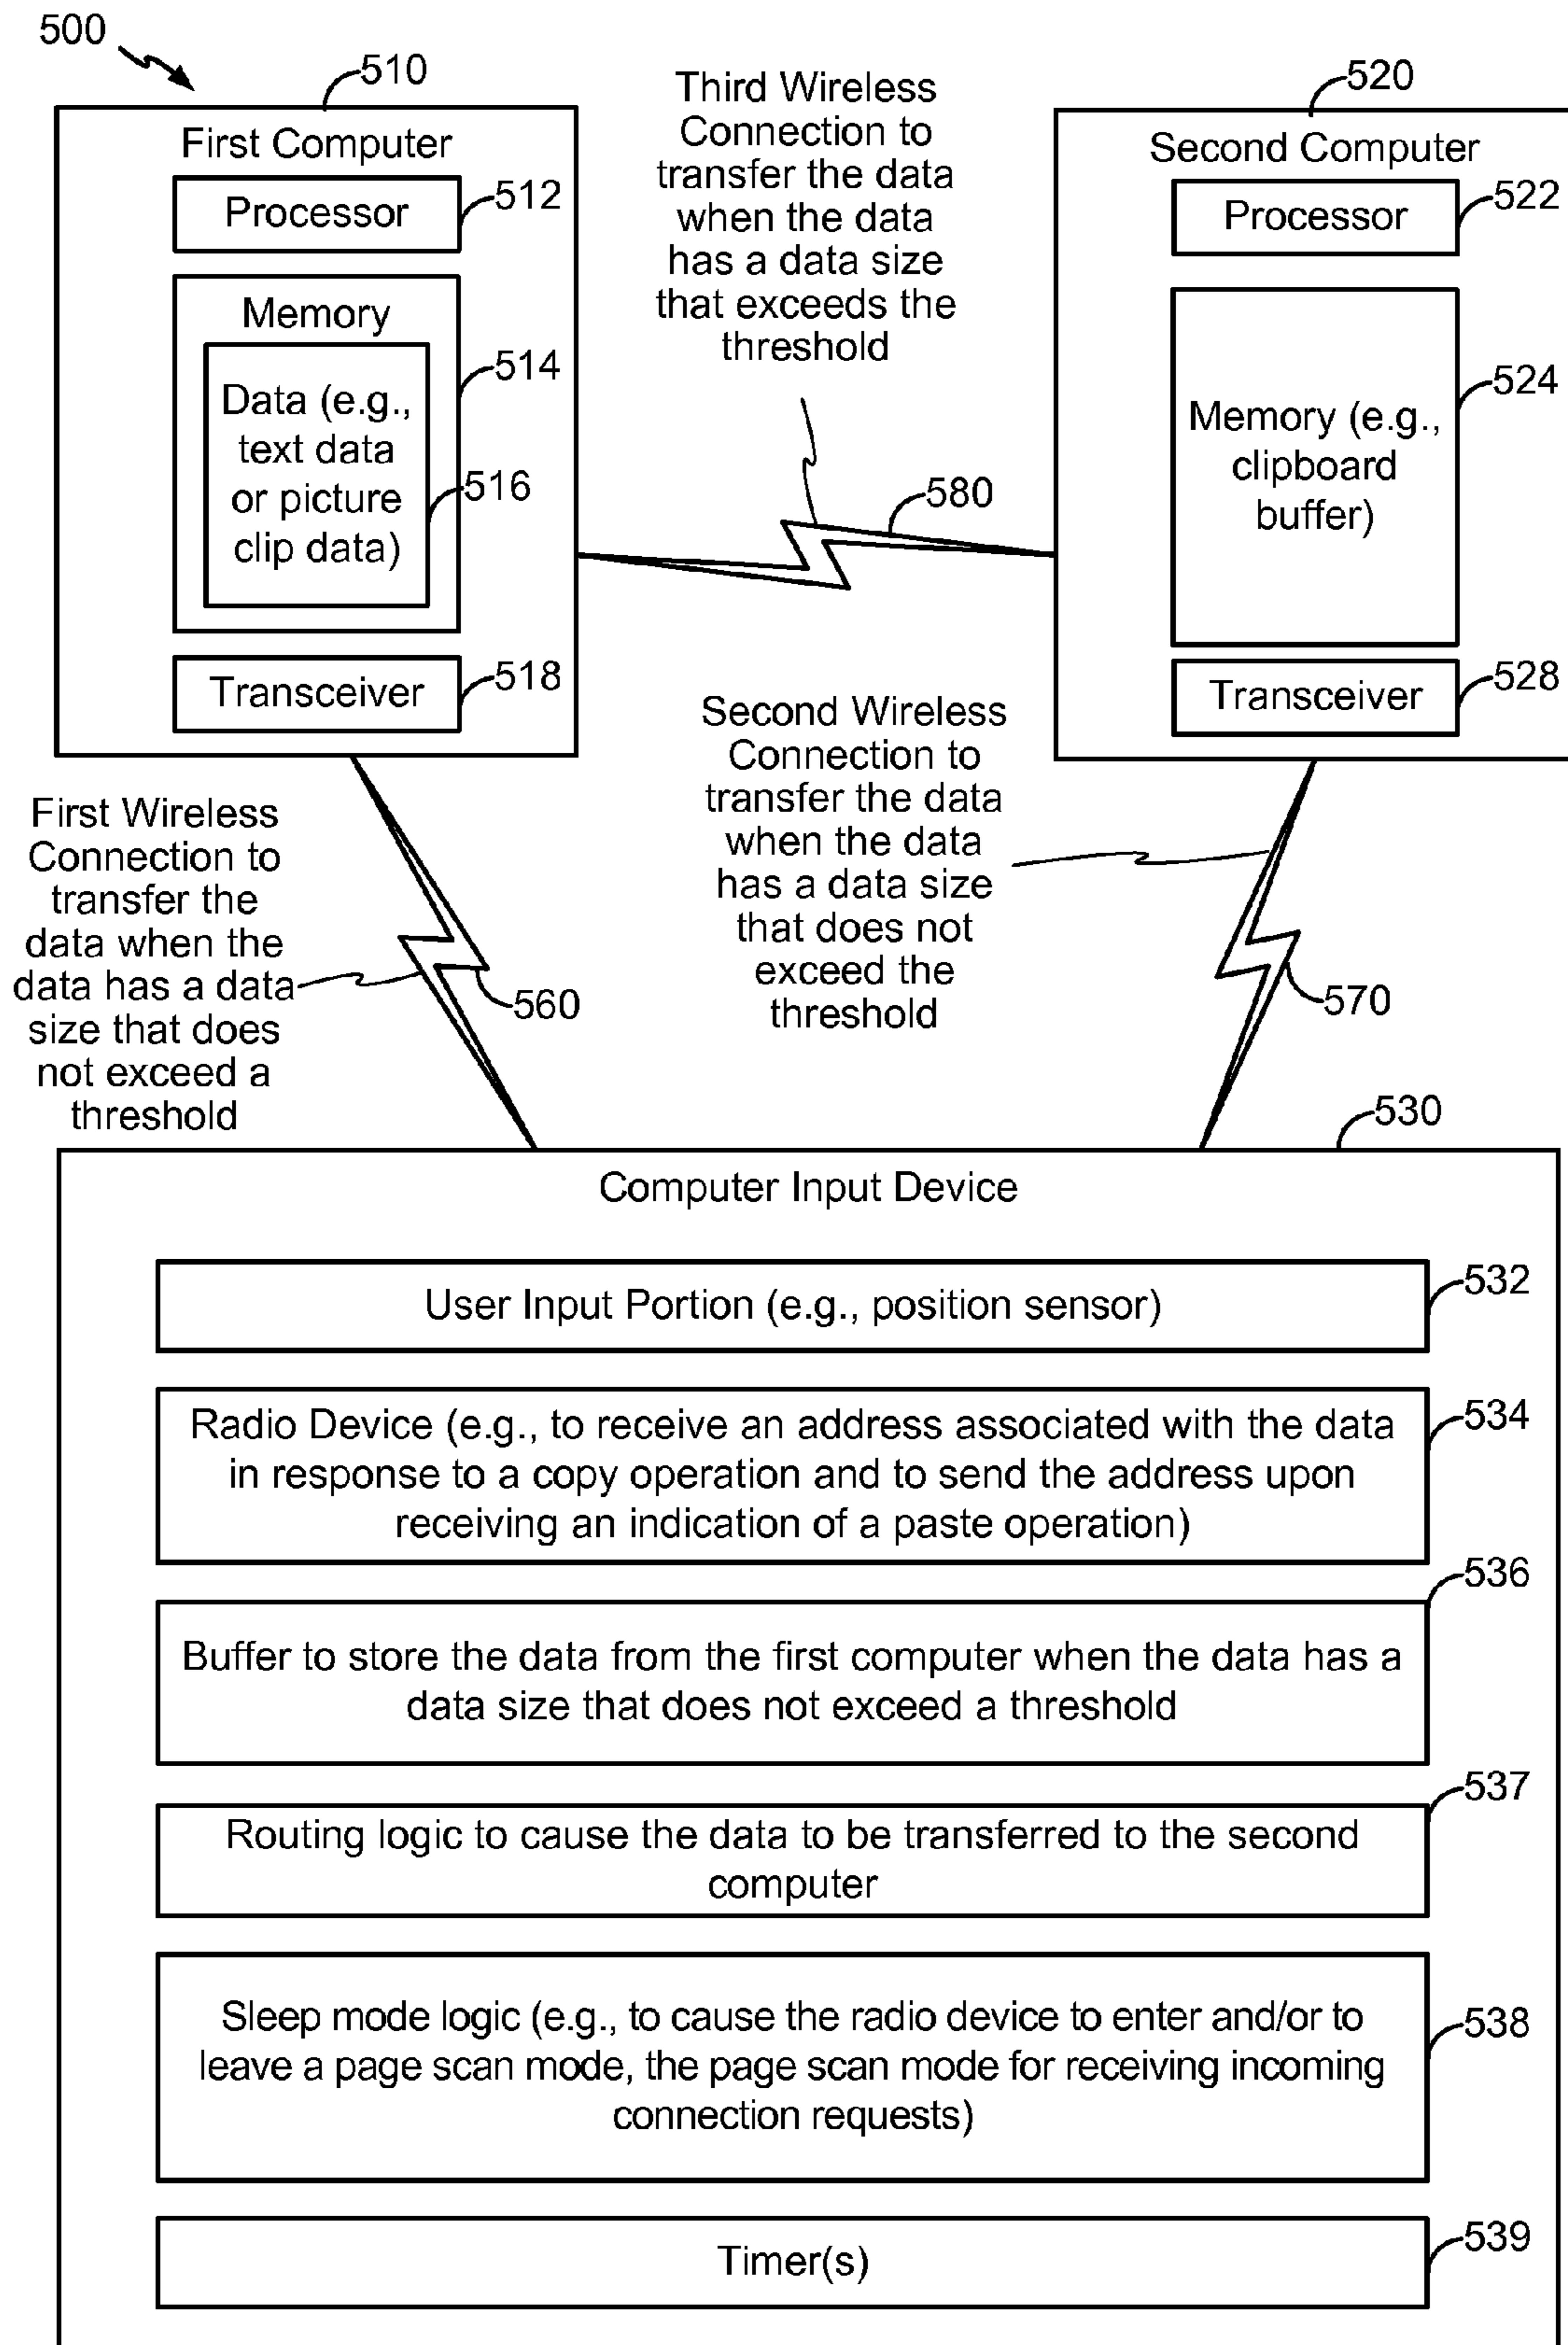 500
510
First Computer
Processor
512
Memory
514
Data (e.g.,
text data
or picture
clip data)
516
Transceiver
518
Third Wireless
Connection to
transfer the data
when the data
has a data size
that exceeds the
threshold
580
520
Second Computer
Processor
522
Memory (e.g.,
clipboard
buffer)
524
Transceiver
528
First Wireless
Connection to
transfer the
data when the
data has a data
size that does
not exceed a
threshold
560
Second Wireless
Connection to
transfer the data
when the data
has a data size
that does not
exceed the
threshold
570
530
Computer Input Device
User Input Portion (e.g., position sensor)
532
Radio Device (e.g., to receive an address associated with the data
in response to a copy operation and to send the address upon
receiving an indication of a paste operation)
534
Buffer to store the data from the first computer when the data has a
data size that does not exceed a threshold
536
Routing logic to cause the data to be transferred to the second
computer
537
Sleep mode logic (e.g., to cause the radio device to enter and/or to
leave a page scan mode, the page scan mode for receiving incoming
connection requests)
538
Timer(s)
539